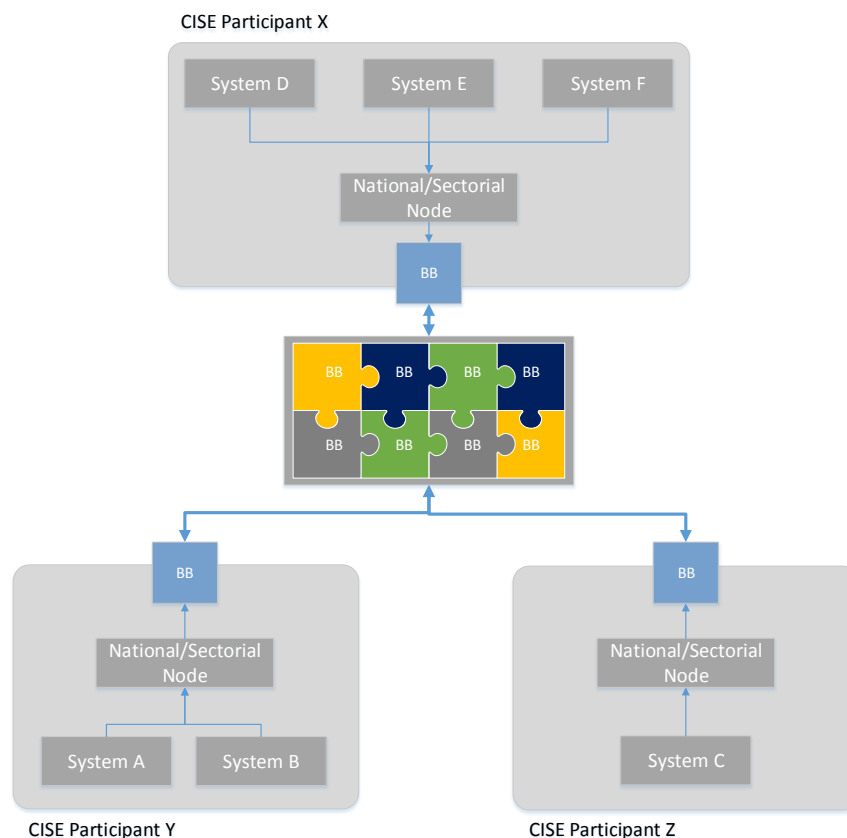 CISE Participant X
System D
System E
System F
National/Sectorial
Node
BB
BB
BB
BB
BB
BB
BB
BB
BB
BB
BB
National/Sectorial
Node
National/Sectorial
Node
System A
System B
System C
CISE Participant Y
CISE Participant Z